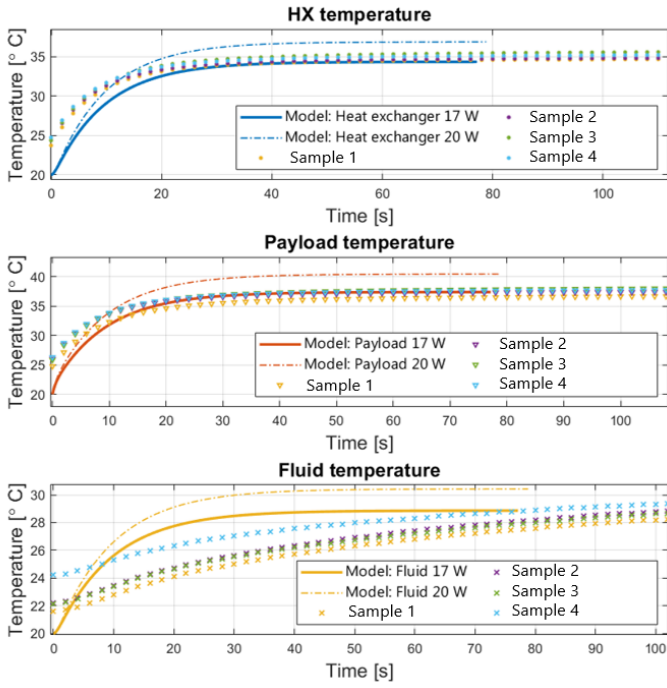 HX temperature
Temperature [° C]
35
30
25
20
Model: Heat exchanger 17 W
Model: Heat exchanger 20 W
Sample 1
Sample 2
Sample 3
Sample 4
0 20 40 60 80 100
Time [s]
Payload temperature
Temperature [° C]
40
35
30
25
20
Model: Payload 17 W
Model: Payload 20 W
Sample 1
Sample 2
Sample 3
Sample 4
0 10 20 30 40 50 60 70 80 90 100
Time [s]
Fluid temperature
Temperature [° C]
30
28
26
24
22
20
Model: Fluid 17 W
Model: Fluid 20 W
Sample 1
Sample 2
Sample 3
Sample 4
0 10 20 30 40 50 60 70 80 90 100
Time [s]